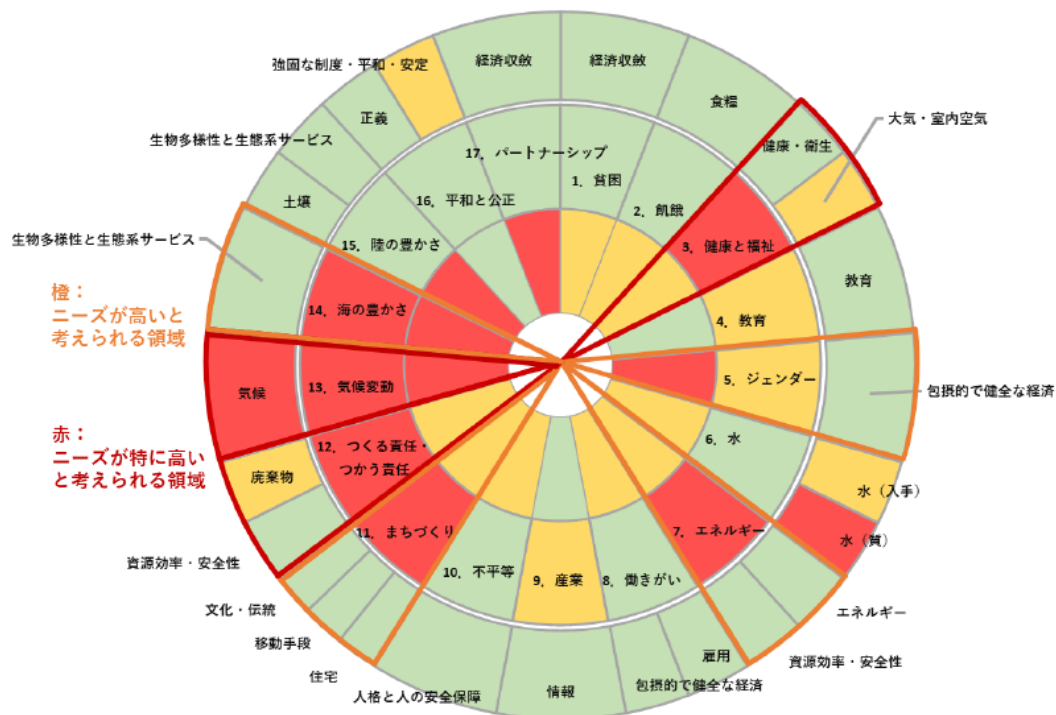 経済収斂
経済収斂
強固な制度・平和・安定
食糧
正義
大気・室内空気
生物多様性と生態系サービス
健康・衛生
17．パートナーシップ
1．貧困
土壌
16．平和と公正
2．飢餓
生物多様性と生態系サービス
15．陸の豊かさ
3．健康と福祉
教育
橙：
ニーズが高いと
考えられる領域
14．海の豊かさ
4．教育
気候
13．気候変動
5．ジェンダー
包摂的で健全な経済
赤：
ニーズが特に高い
と考えられる領域
12．つくる責任・
つかう責任
6．水
廃棄物
水（入手）
11．まちづくり
7．エネルギー
水（質）
資源効率・安全性
10．不平等
9．産業
8．働きがい
文化・伝統
エネルギー
移動手段
住宅
雇用
資源効率・安全性
人格と人の安全保障
情報
包摂的で健全な経済